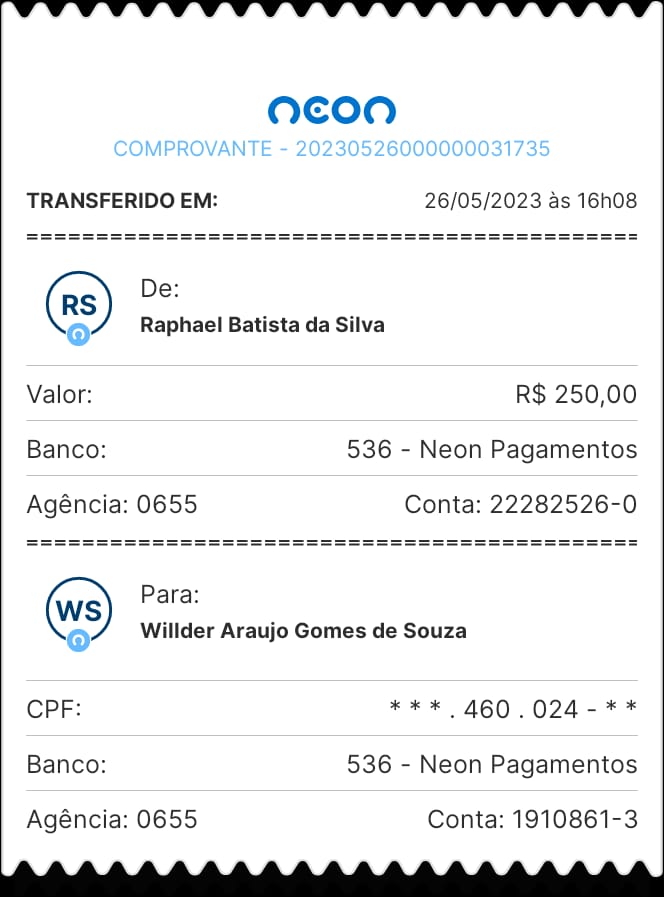 neon
COMPROVANTE - 20230526000000031735
TRANSFERIDO EM: 26/05/2023 às 16h08
============================================
RS
De:
Raphael Batista da Silva
Valor: R$ 250,00
Banco: 536 - Neon Pagamentos
Agência: 0655 Conta: 22282526-0
============================================
WS
Para:
Willder Araujo Gomes de Souza
CPF: * * * . 460 . 024 - * *
Banco: 536 - Neon Pagamentos
Agência: 0655 Conta: 1910861-3